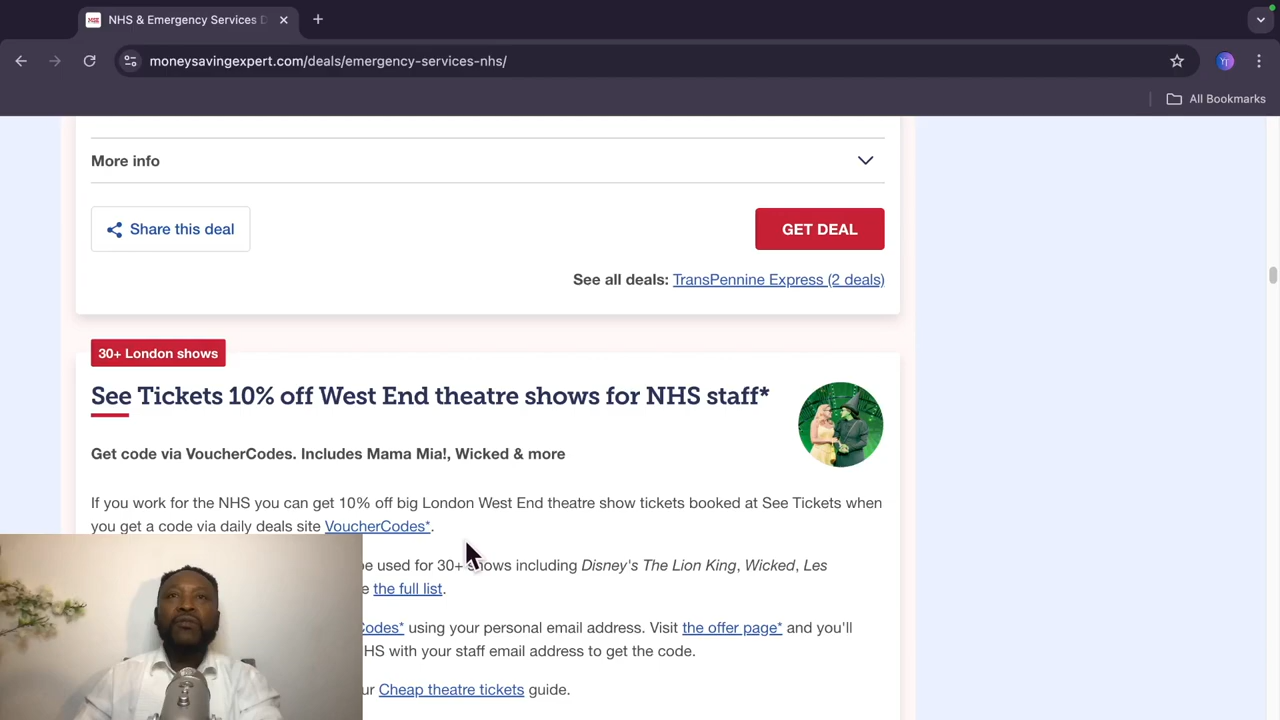 NHS & Emergency Services D
moneysavingexpert.com/deals/emergency-services-nhs/
All Bookmarks
More info
Share this deal
GET DEAL
See all deals: TransPennine Express (2 deals)
30+ London shows
See Tickets 10% off West End theatre shows for NHS staff*
Get code via VoucherCodes. Includes Mama Mia!, Wicked & more
If you work for the NHS you can get 10% off big London West End theatre show tickets booked at See Tickets when
you get a code via daily deals site VoucherCodes*.
be used for 30+ shows including Disney's The Lion King, Wicked, Les
the full list.
Codes* using your personal email address. Visit the offer page* and you'll
HS with your staff email address to get the code.
ur Cheap theatre tickets guide.